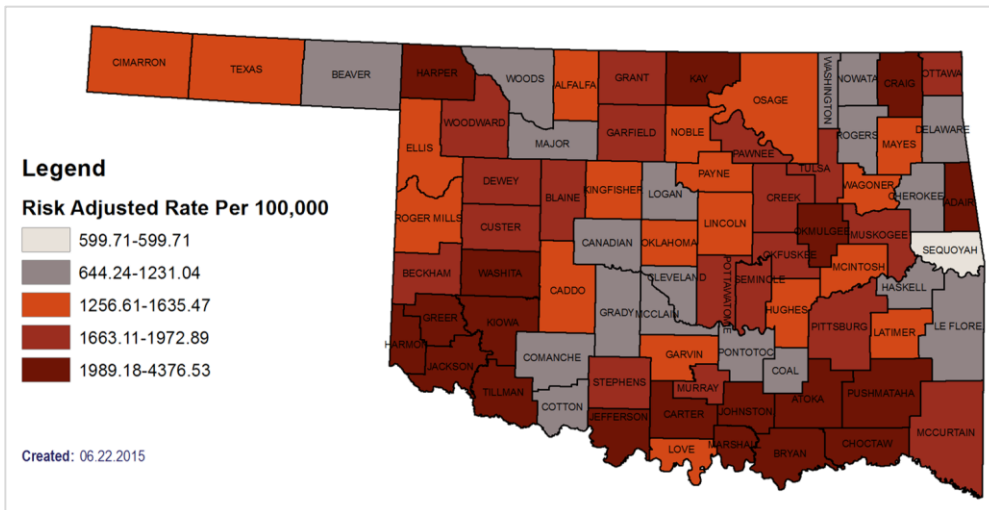 CIMARRON
TEXAS
BEAVER
HARPER
WOODS
ALFALFA
GRANT
KAY
OSAGE
WASHINGTON
NOWATA
CRAIG
OTTAWA
WOODWARD
MAJOR
GARFIELD
NOBLE
PAWNEE
TULSA
ROGERS
MAYES
DELAWARE
ELLIS
DEWEY
BLAINE
KINGFISHER
LOGAN
PAYNE
CREEK
WAGONER
CHEROKEE
ADAIR
ROGER MILLS
CUSTER
CANADIAN
OKLAHOMA
LINCOLN
OKMULGEE
MUSKOGEE
SEQUOYAH
BECKHAM
WASHITA
CADDO
CLEVELAND
POTTAWATOMIE
SEMINOLE
OKFUSKEE
MCINTOSH
HASKELL
GREER
KIOWA
GRADY
MCCLAIN
HUGHES
PITTSBURG
LATIMER
LE FLORE
HARMON
JACKSON
COMANCHE
GARVIN
PONTOTOC
COAL
TILLMAN
COTTON
STEPHENS
MURRAY
JOHNSTON
ATOKA
PUSHMATAHA
JEFFERSON
CARTER
MCCURTAIN
LOVE
MARSHALL
BRYAN
CHOCTAW
Legend
Risk Adjusted Rate Per 100,000
599.71-599.71
644.24-1231.04
1256.61-1635.47
1663.11-1972.89
1989.18-4376.53
Created: 06.22.2015